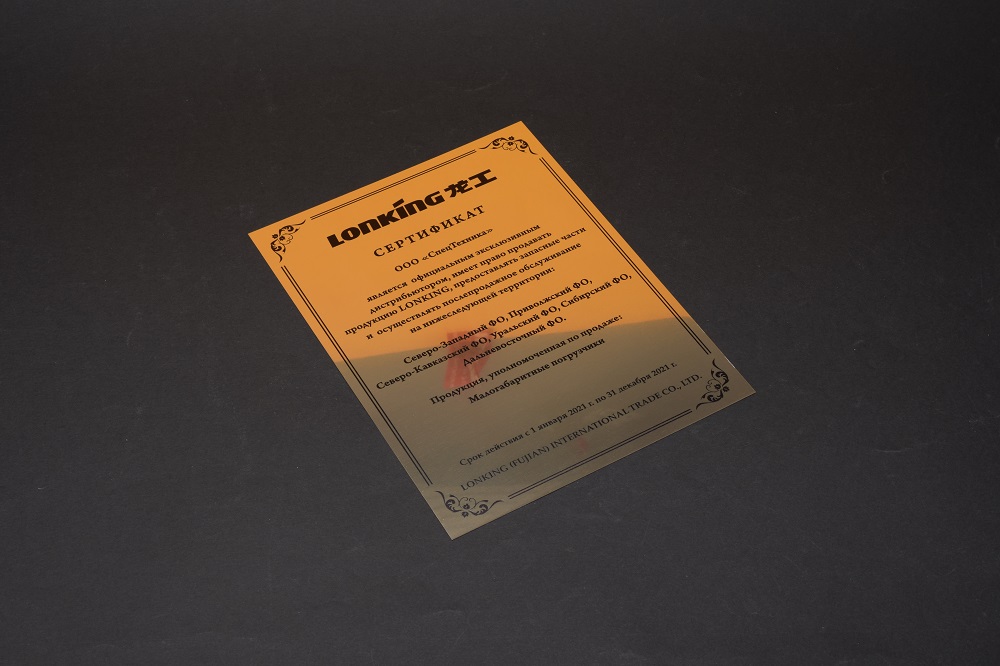 LONKING 龙工
СЕРТИФИКАТ
ООО «СпецТехника»
является официальным эксклюзивным
дистрибьютором, имеет право продавать
продукцию LONKING, предоставлять запасные части
и осуществлять послепродажное обслуживание
на нижеследующей территории:
Северо-Западный ФО, Приволжский ФО,
Северо-Кавказский ФО, Уральский ФО, Сибирский ФО,
Дальневосточный ФО.
Продукция, уполномоченная по продаже:
Малогабаритные погрузчики
Срок действия с 1 января 2021 г. по 31 декабря 2021 г.
LONKING (FUJIAN) INTERNATIONAL TRADE CO., LTD.